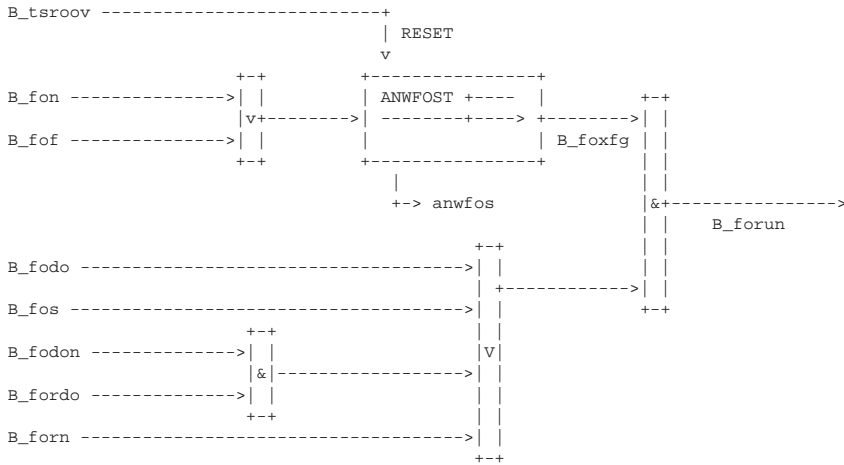 B_tsroov
RESET
v
B_fon
ANWFOST
v
B_fof
B_foxfg
anwfos
&
B_forun
B_fodo
B_fos
B_fodon
V
&
B_fordo
B_forn